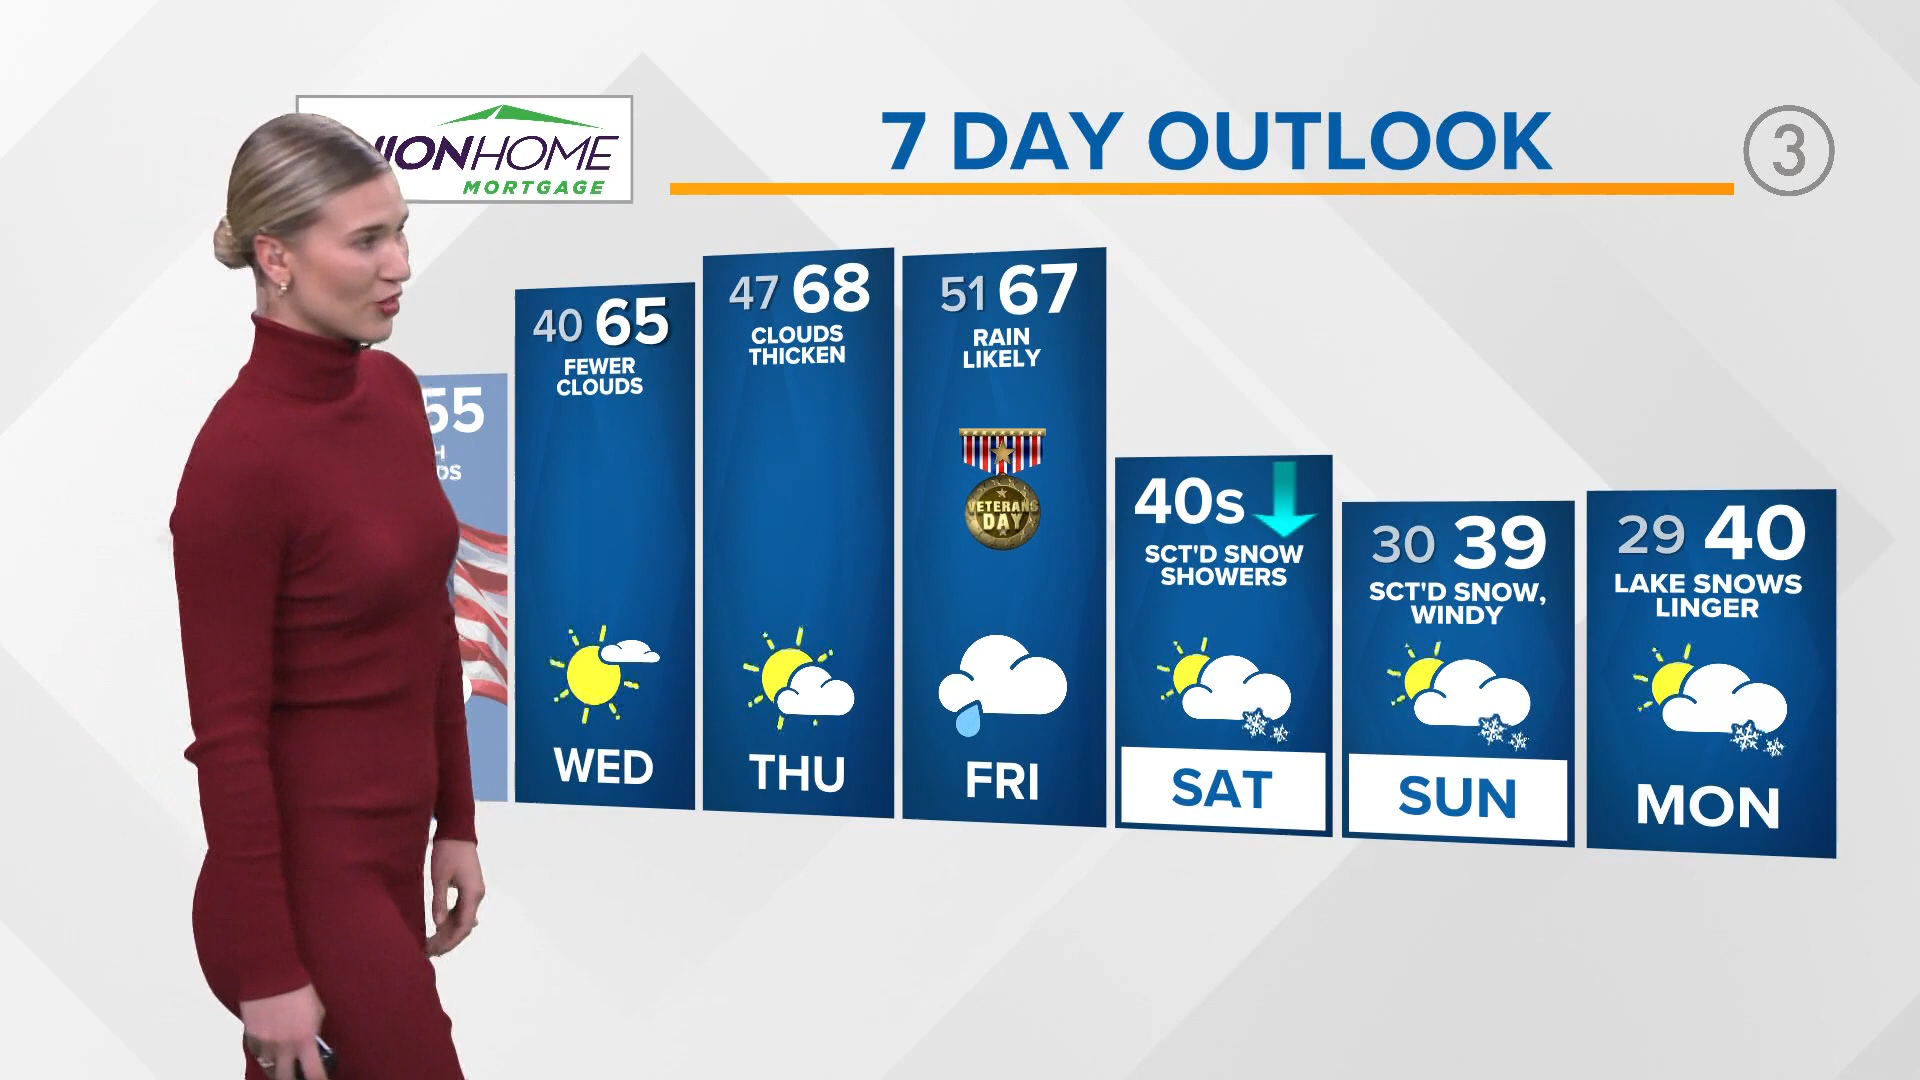 IONHOME
MORTGAGE
7 DAY OUTLOOK
3
55
H
DS
40 65
FEWER
CLOUDS
WED
47 68
CLOUDS
THICKEN
THU
51 67
RAIN
LIKELY
VETERANS
DAY
FRI
40s
SCT'D SNOW
SHOWERS
SAT
30 39
SCT'D SNOW,
WINDY
SUN
29 40
LAKE SNOWS
LINGER
MON